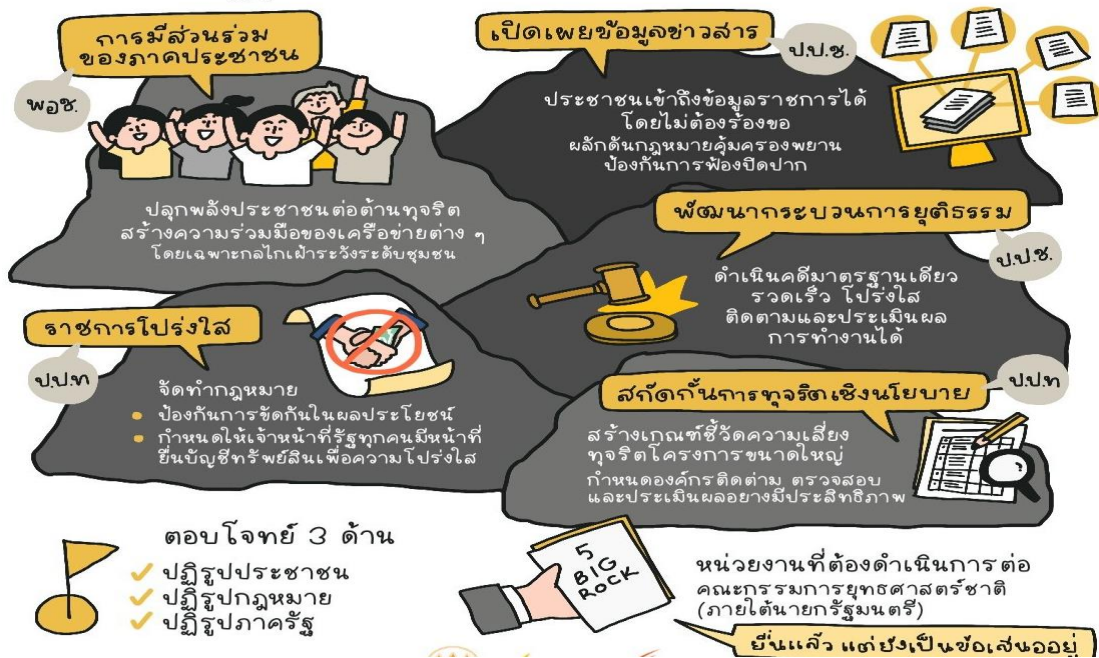 การมีส่วนร่วม
ของภาคประชาชน
พอช.
ปลุกพลังประชาชนต่อต้านทุจริต
สร้างความร่วมมือของเครือข่ายต่าง ๆ
โดยเฉพาะกลไกเฝ้าระวังระดับชุมชน
เปิดเผยข้อมูลข่าวสาร
ป.ป.ช.
ประชาชนเข้าถึงข้อมูลราชการได้
โดยไม่ต้องร้องขอ
ผลักดันกฎหมายคุ้มครองพยาน
ป้องกันการฟ้องปิดปาก
พัฒนากระบวนการยุติธรรม
ป.ป.ช.
ดำเนินคดีมาตรฐานเดียว
รวดเร็ว โปร่งใส
ติดตามและประเมินผล
การทำงานได้
ราชการโปร่งใส
ป.ป.ท
จัดทำกฎหมาย
• ป้องกันการขัดกันในผลประโยชน์
• กำหนดให้เจ้าหน้าที่รัฐทุกคนมีหน้าที่
ยื่นบัญชีทรัพย์สินเพื่อความโปร่งใส
สกัดกั้นการทุจริตเชิงนโยบาย
ป.ป.ท
สร้างเกณฑ์ชี้วัดความเสี่ยง
ทุจริตโครงการขนาดใหญ่
กำหนดองค์กรติดตาม ตรวจสอบ
และประเมินผลอยางมีประสิทธิภาพ
ตอบโจทย์ 3 ด้าน
✓ ปฏิรูปประชาชน
✓ ปฏิรูปกฎหมาย
✓ ปฏิรูปภาครัฐ
5
BIG
ROCK
หน่วยงานที่ต้องดำเนินการต่อ
คณะกรรมการยุทธศาสตร์ชาติ
(ภายใต้นายกรัฐมนตรี)
ยื่นแล้ว แต่ยังเป็นข้อเสนออยู่